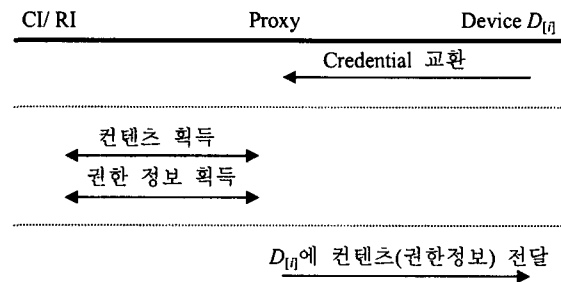 CI/ RI Proxy Device D[i]
Credential 교환
컨텐츠 획득
권한 정보 획득
D[i]에 컨텐츠(권한정보) 전달